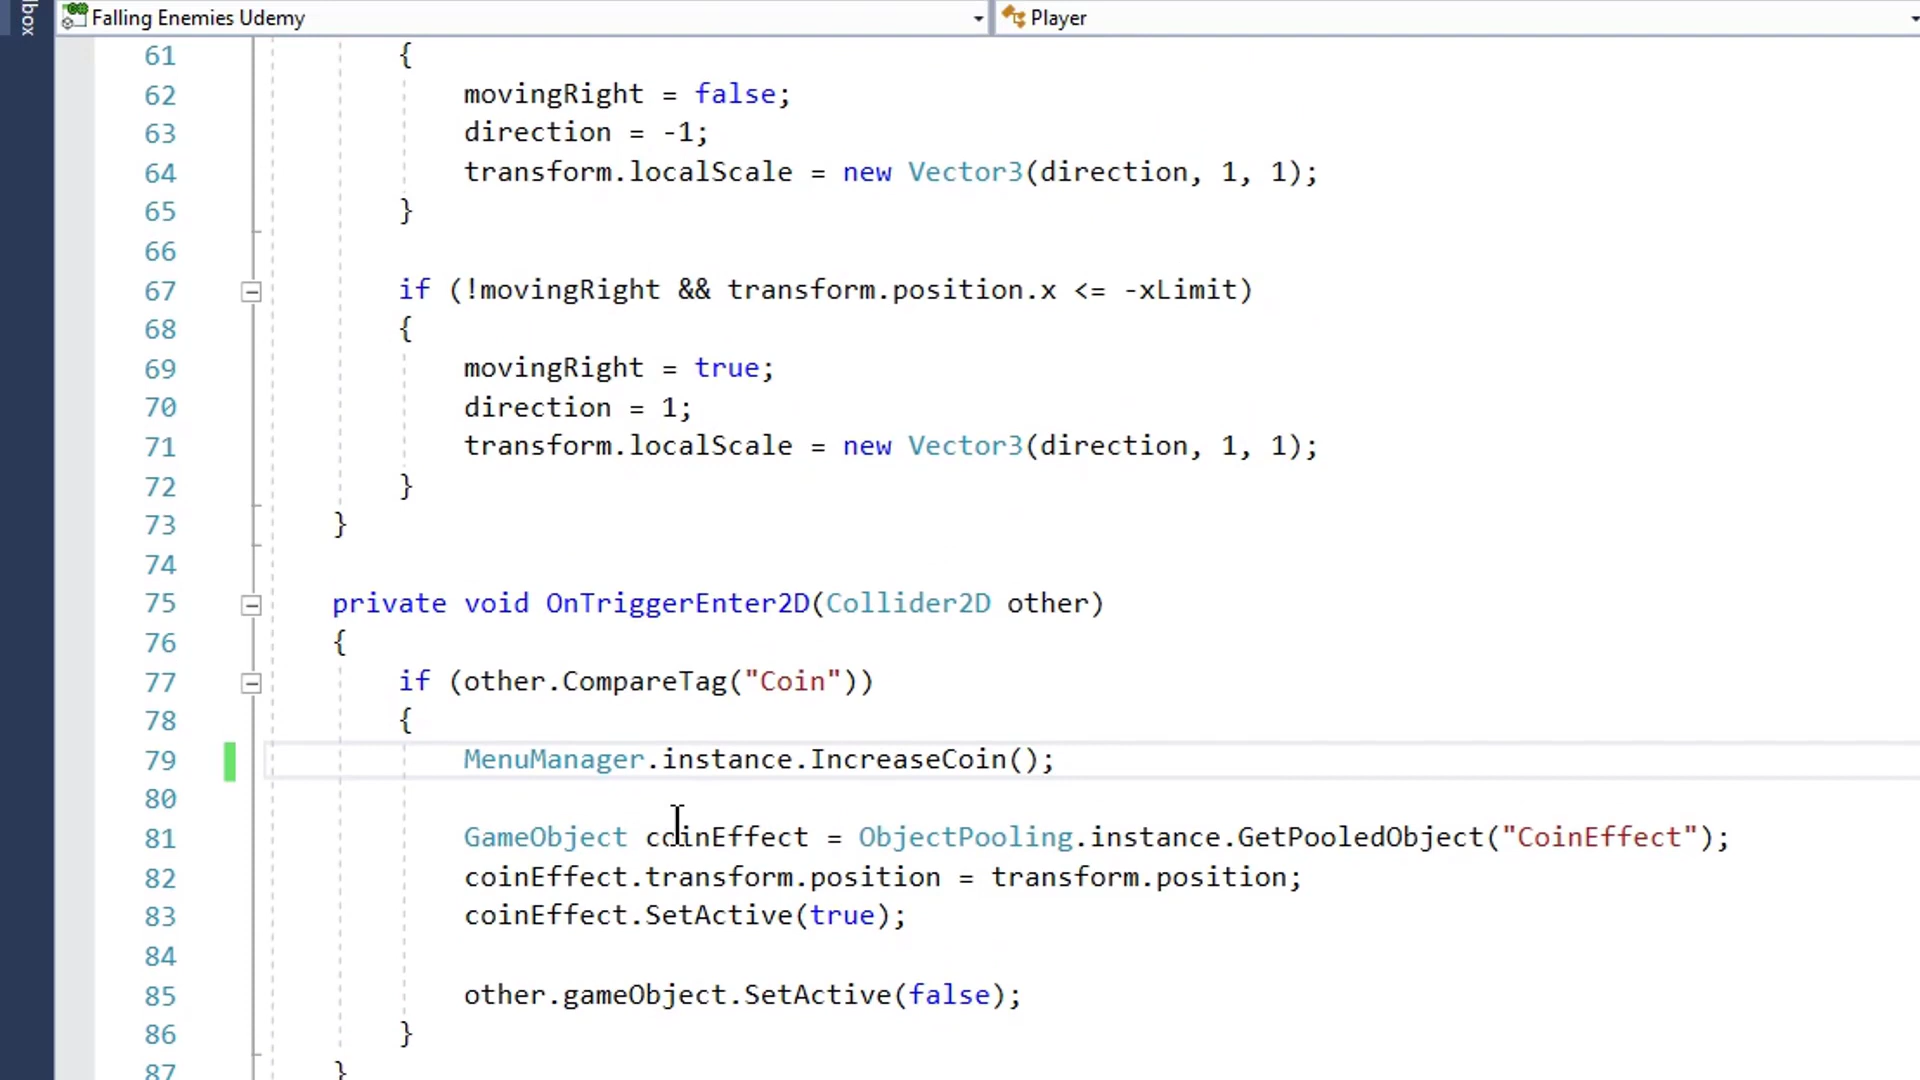 lbox
Falling Enemies Udemy
Player
61 {
62 movingRight = false;
63 direction = -1;
64 transform.localScale = new Vector3(direction, 1, 1);
65 }
66
67 if (!movingRight && transform.position.x <= -xLimit)
68 {
69 movingRight = true;
70 direction = 1;
71 transform.localScale = new Vector3(direction, 1, 1);
72 }
73 }
74
75 private void OnTriggerEnter2D(Collider2D other)
76 {
77 if (other.CompareTag("Coin"))
78 {
79 MenuManager.instance.IncreaseCoin();
80
81 GameObject coinEffect = ObjectPooling.instance.GetPooledObject("CoinEffect");
82 coinEffect.transform.position = transform.position;
83 coinEffect.SetActive(true);
84
85 other.gameObject.SetActive(false);
86 }
87 }